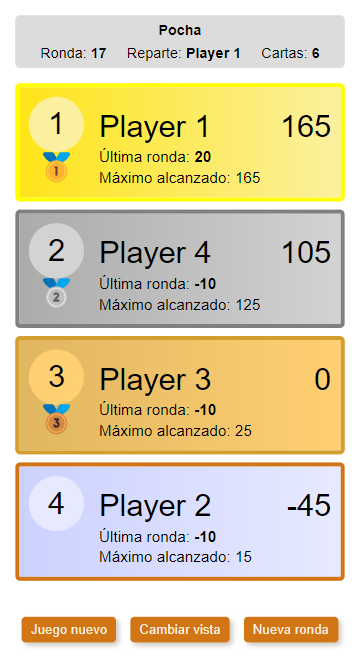 Pocha
Ronda: 17 Reparte: Player 1 Cartas: 6
1 Player 1 165
1
Última ronda: 20
Máximo alcanzado: 165
2 Player 4 105
2
Última ronda: -10
Máximo alcanzado: 125
3 Player 3 0
3
Última ronda: -10
Máximo alcanzado: 25
4 Player 2 -45
Última ronda: -10
Máximo alcanzado: 15
Juego nuevo Cambiar vista Nueva ronda